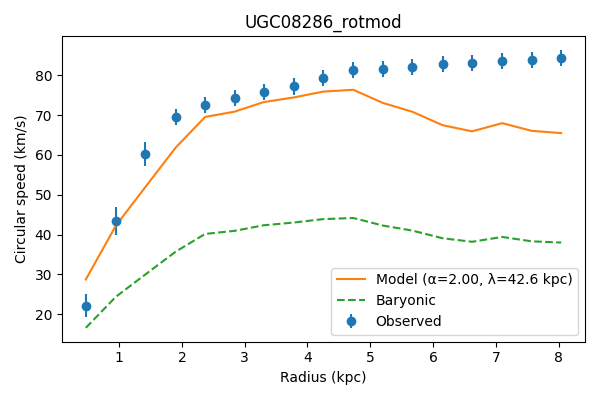 UGC08286_rotmod
Circular speed (km/s)
80
70
60
50
40
30
20
Model (α=2.00, λ=42.6 kpc)
Baryonic
Observed
1
2
3
4
5
6
7
8
Radius (kpc)